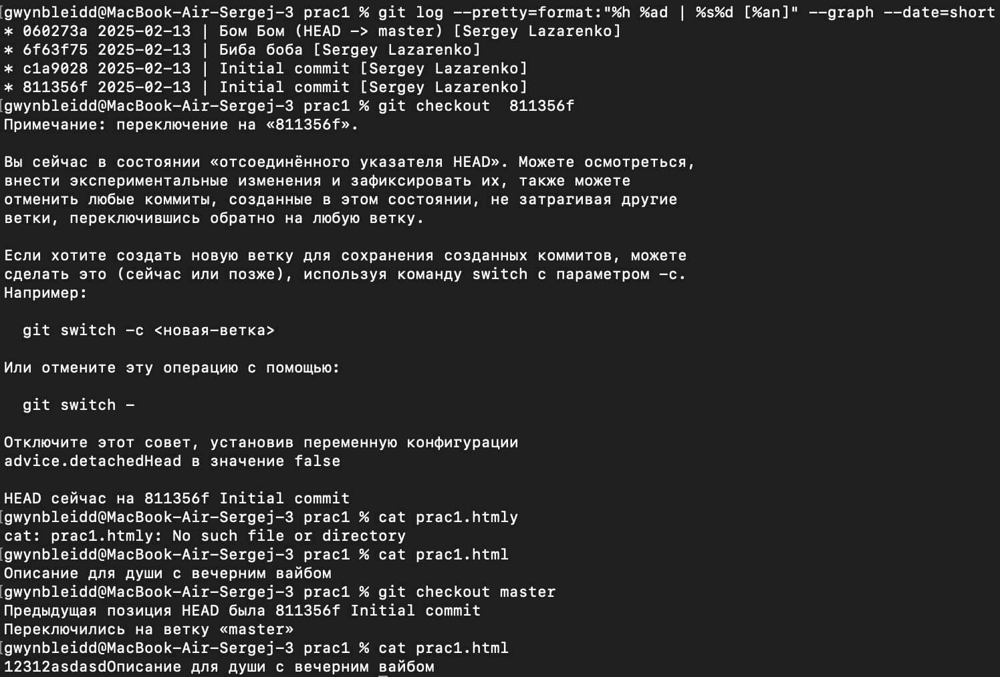 gwynbleidd@MacBook-Air-Sergej-3 prac1 % git log --pretty=format:"%h %ad | %s%d [%an]" --graph --date=short
* 060273a 2025-02-13 | Бом Бом (HEAD -> master) [Sergey Lazarenko]
* 6f63f75 2025-02-13 | Биба боба [Sergey Lazarenko]
* c1a9028 2025-02-13 | Initial commit [Sergey Lazarenko]
* 811356f 2025-02-13 | Initial commit [Sergey Lazarenko]
gwynbleidd@MacBook-Air-Sergej-3 prac1 % git checkout  811356f
Примечание: переключение на «811356f».

Вы сейчас в состоянии «отсоединённого указателя HEAD». Можете осмотреться,
внести экспериментальные изменения и зафиксировать их, также можете
отменить любые коммиты, созданные в этом состоянии, не затрагивая другие
ветки, переключившись обратно на любую ветку.

Если хотите создать новую ветку для сохранения созданных коммитов, можете
сделать это (сейчас или позже), используя команду switch с параметром -c.
Например:

  git switch -c <новая-ветка>

Или отмените эту операцию с помощью:

  git switch -

Отключите этот совет, установив переменную конфигурации
advice.detachedHead в значение false

HEAD сейчас на 811356f Initial commit
gwynbleidd@MacBook-Air-Sergej-3 prac1 % cat prac1.htmly
cat: prac1.htmly: No such file or directory
gwynbleidd@MacBook-Air-Sergej-3 prac1 % cat prac1.html
Описание для души с вечерним вайбом
gwynbleidd@MacBook-Air-Sergej-3 prac1 % git checkout master
Предыдущая позиция HEAD была 811356f Initial commit
Переключились на ветку «master»
gwynbleidd@MacBook-Air-Sergej-3 prac1 % cat prac1.html
12312asdasdОписание для души с вечерним вайбом